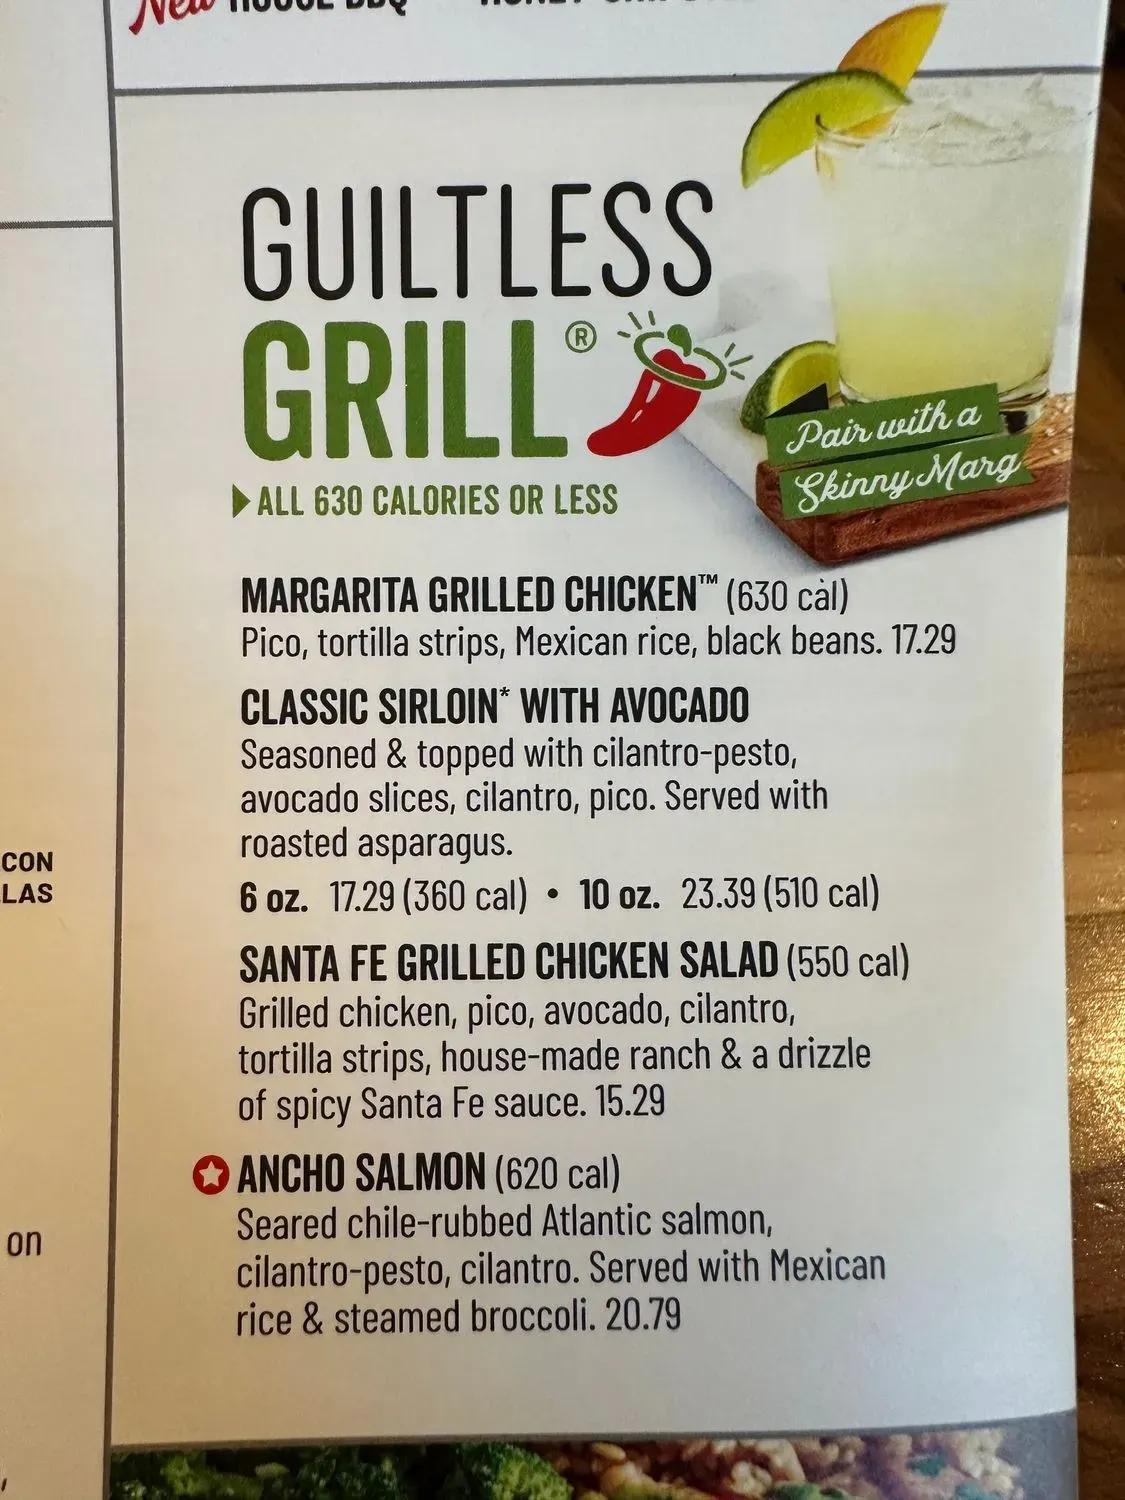 New HOUSE BBQ
GUILTLESS
GRILL®
ALL 630 CALORIES OR LESS
Pair with a
Skinny Marg
MARGARITA GRILLED CHICKEN™ (630 cal)
Pico, tortilla strips, Mexican rice, black beans. 17.29
CLASSIC SIRLOIN* WITH AVOCADO
Seasoned & topped with cilantro-pesto,
avocado slices, cilantro, pico. Served with
roasted asparagus.
6 oz. 17.29 (360 cal) • 10 oz. 23.39 (510 cal)
SANTA FE GRILLED CHICKEN SALAD (550 cal)
Grilled chicken, pico, avocado, cilantro,
tortilla strips, house-made ranch & a drizzle
of spicy Santa Fe sauce. 15.29
ANCHO SALMON (620 cal)
Seared chile-rubbed Atlantic salmon,
cilantro-pesto, cilantro. Served with Mexican
rice & steamed broccoli. 20.79
CON
LAS
on